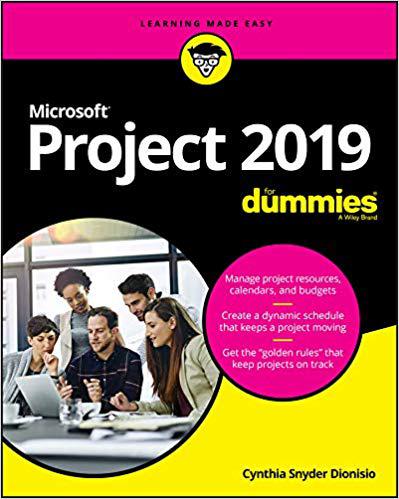 LEARNING MADE EASY
Microsoft®
Project 2019
for
dummies®
A Wiley Brand
Manage project resources,
calendars, and budgets
Create a dynamic schedule
that keeps a project moving
Get the “golden rules” that
keep projects on track
Cynthia Snyder Dionisio